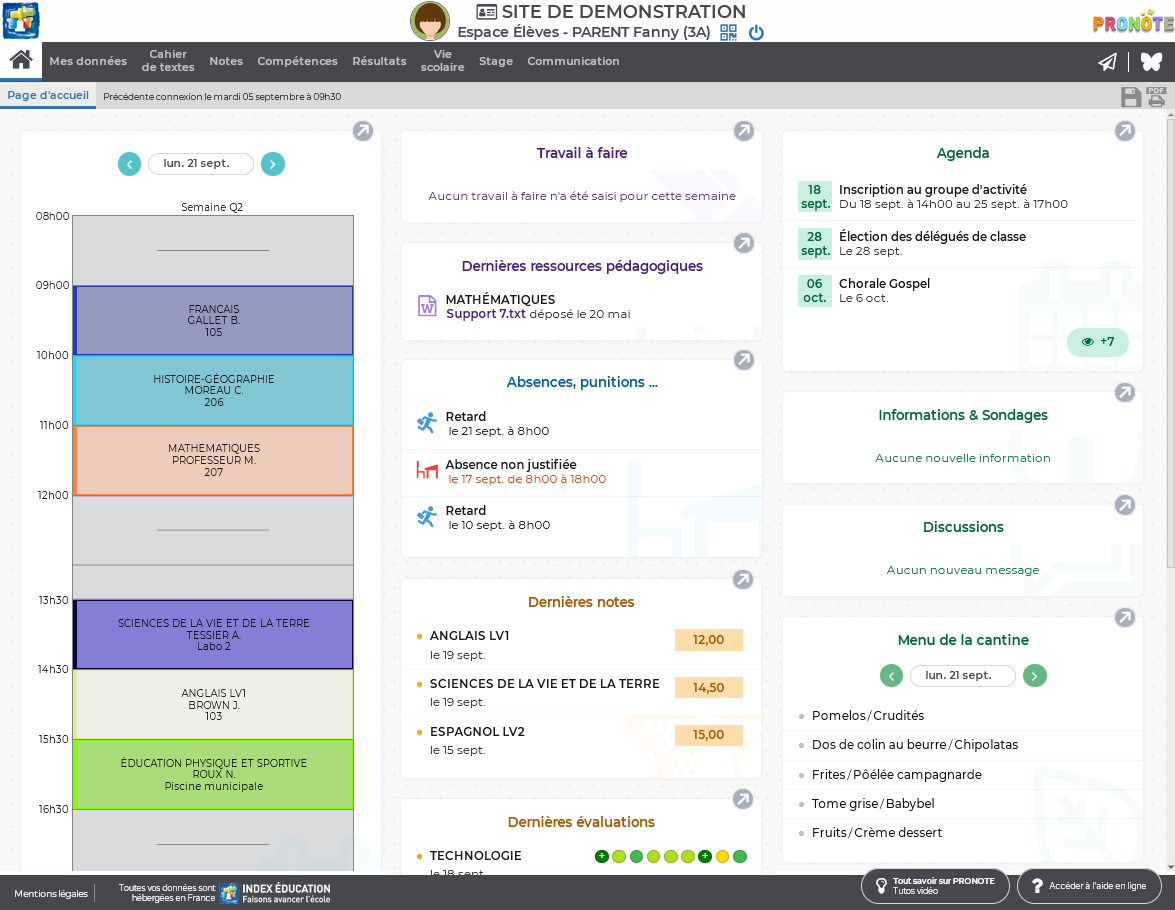 SITE DE DEMONSTRATION
Espace Élèves - PARENT Fanny (3A)
PRONOTE
Mes données
Cahier
de textes
Notes
Compétences
Résultats
Vie
scolaire
Stage
Communication
Page d'accueil
Précédente connexion le mardi 05 septembre à 09h30
PDF
lun. 21 sept.
Semaine Q2
08h00
09h00
FRANCAIS
GALLET B.
105
10h00
HISTOIRE-GÉOGRAPHIE
MOREAU C.
206
11h00
MATHEMATIQUES
PROFESSEUR M.
207
12h00
13h30
SCIENCES DE LA VIE ET DE LA TERRE
TESSIER A.
Labo 2
14h30
ANGLAIS LV1
BROWN J.
103
15h30
ÉDUCATION PHYSIQUE ET SPORTIVE
ROUX N.
Piscine municipale
16h30
Travail à faire
Aucun travail à faire n'a été saisi pour cette semaine
Dernières ressources pédagogiques
MATHÉMATIQUES
Support 7.txt déposé le 20 mai
Absences, punitions ...
Retard
le 21 sept. à 8h00
Absence non justifiée
le 17 sept. de 8h00 à 18h00
Retard
le 10 sept. à 8h00
Dernières notes
ANGLAIS LV1
12,00
le 19 sept.
SCIENCES DE LA VIE ET DE LA TERRE
14,50
le 19 sept.
ESPAGNOL LV2
15,00
le 15 sept.
Dernières évaluations
TECHNOLOGIE
le 18 sept.
Agenda
18
sept.
Inscription au groupe d'activité
Du 18 sept. à 14h00 au 25 sept. à 17h00
28
sept.
Élection des délégués de classe
Le 28 sept.
06
oct.
Chorale Gospel
Le 6 oct.
+7
Informations & Sondages
Aucune nouvelle information
Discussions
Aucun nouveau message
Menu de la cantine
lun. 21 sept.
Pomelos / Crudités
Dos de colin au beurre / Chipolatas
Frites / Pôélée campagnarde
Tome grise / Babybel
Fruits / Crème dessert
Mentions légales
Toutes vos données sont
hébergées en France
INDEX ÉDUCATION
Faisons avancer l'école
Tout savoir sur PRONOTE
Tutos vidéo
Accéder à l'aide en ligne